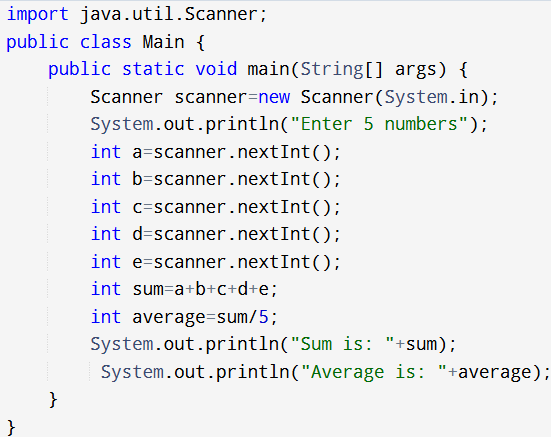 import java.util.Scanner;
public class Main {
    public static void main(String[] args) {
        Scanner scanner=new Scanner(System.in);
        System.out.println("Enter 5 numbers");
        int a=scanner.nextInt();
        int b=scanner.nextInt();
        int c=scanner.nextInt();
        int d=scanner.nextInt();
        int e=scanner.nextInt();
        int sum=a+b+c+d+e;
        int average=sum/5;
        System.out.println("Sum is: "+sum);
         System.out.println("Average is: "+average);
    }
}